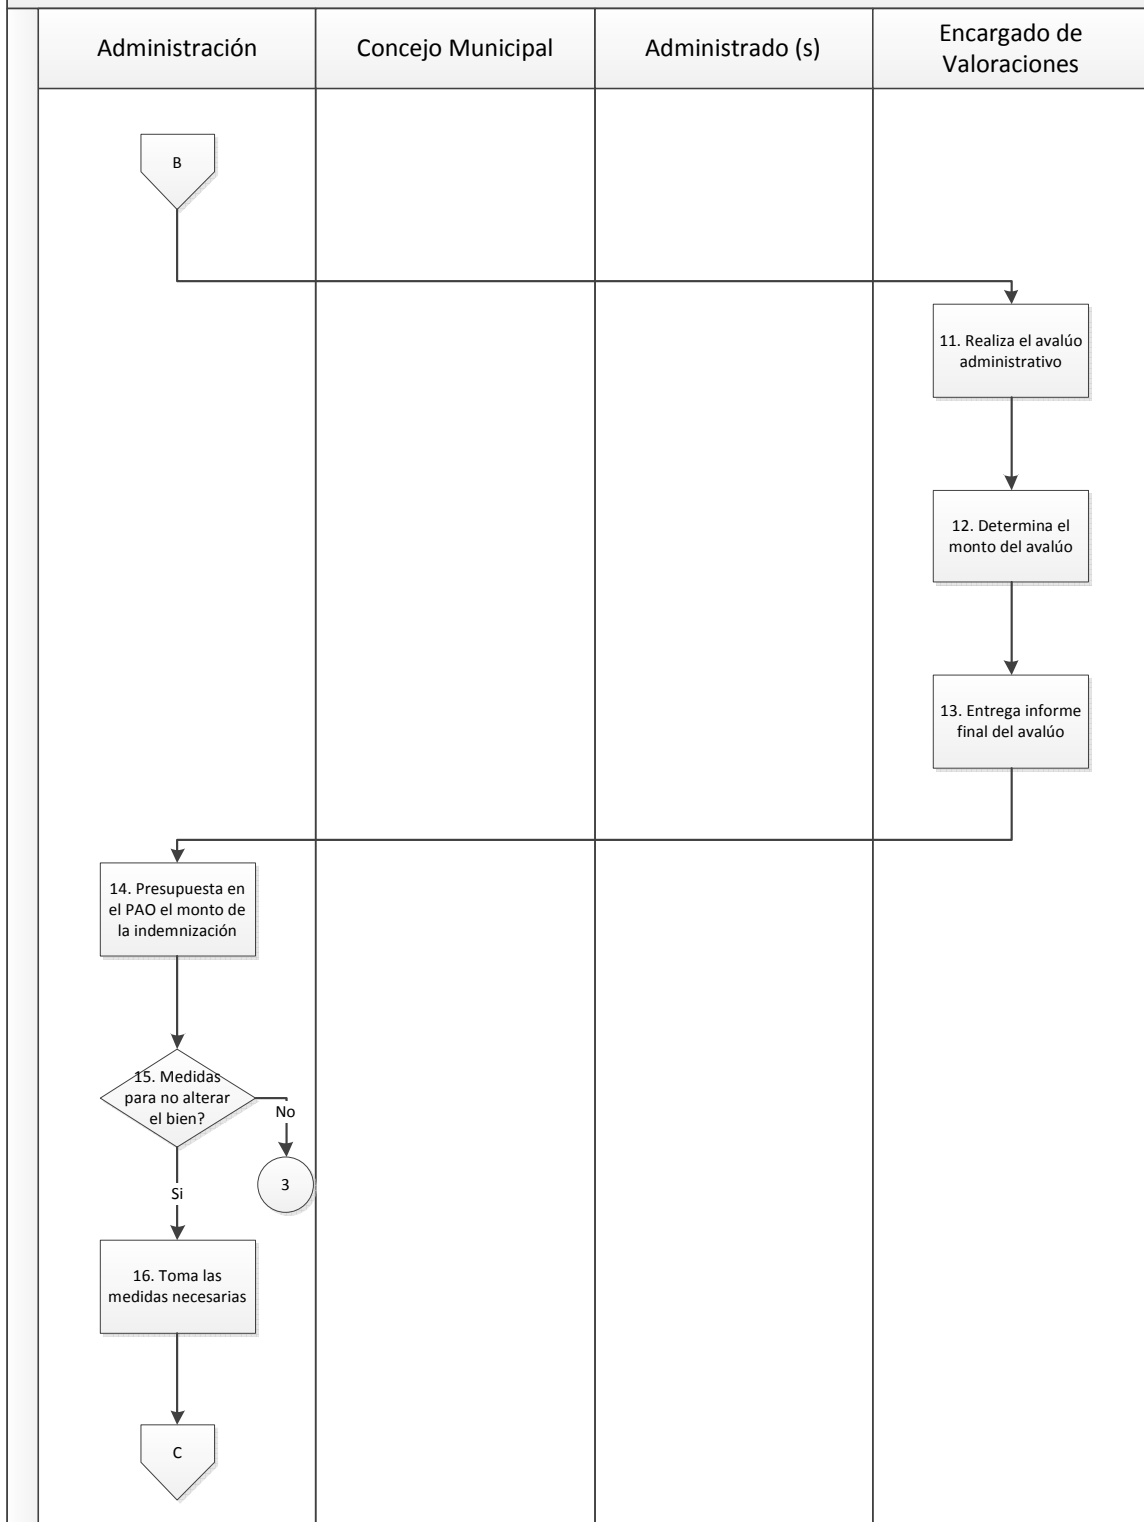 Administración
Concejo Municipal
Administrado (s)
Encargado de
Valoraciones
B
11. Realiza el avalúo
administrativo
12. Determina el
monto del avalúo
13. Entrega informe
final del avalúo
14. Presupuesta en
el PAO el monto de
la indemnización
15. Medidas
para no alterar
el bien?
No
3
Si
16. Toma las
medidas necesarias
C